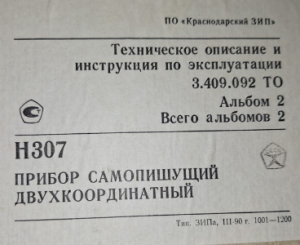 ПО «Краснодарский ЗИП»
Техническое описание и
инструкция по эксплуатации
3.409.092 ТО
Альбом 2
Всего альбомов 2
Н307
ПРИБОР САМОПИШУЩИЙ
ДВУХКООРДИНАТНЫЙ
Тип. ЗИПа, III-90 г. 1001—1200